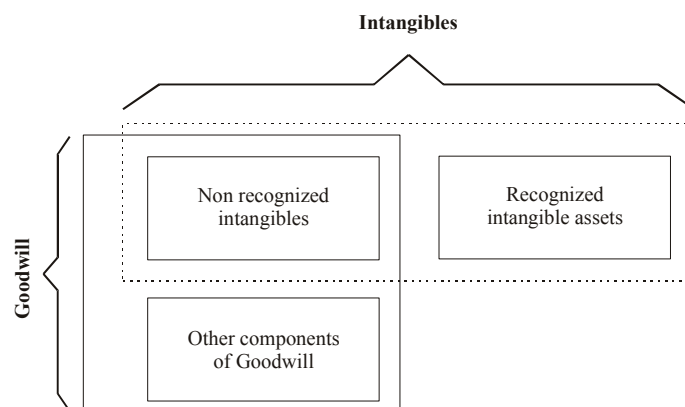 Intangibles
Non recognized
intangibles
Recognized
intangible assets
Goodwill
Other components
of Goodwill